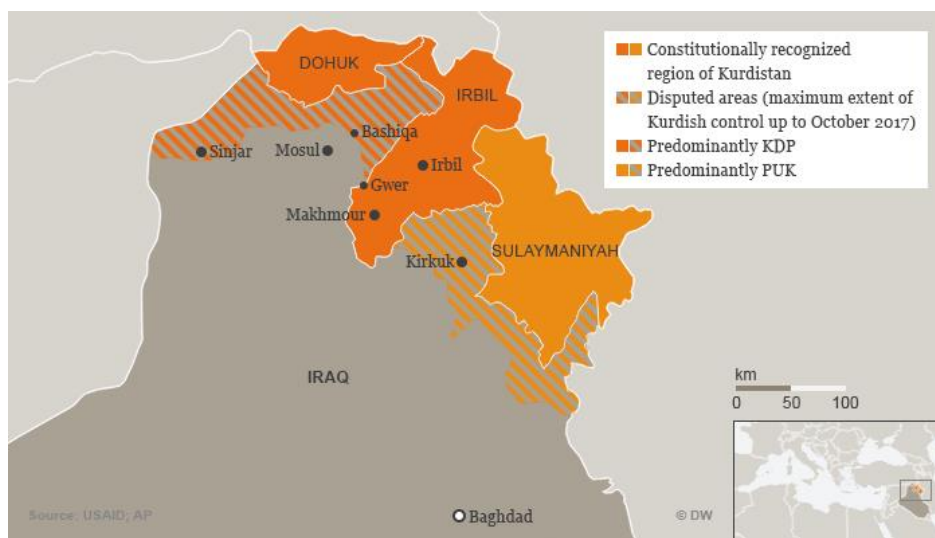 DOHUK
IRBIL
Bashiqa
Sinjar
Mosul
Irbil
Gwer
Makhmour
Kirkuk
SULAYMANIYAH
IRAQ
Baghdad
Constitutionally recognized
region of Kurdistan
Disputed areas (maximum extent of
Kurdish control up to October 2017)
Predominantly KDP
Predominantly PUK
km
0 50 100
Source: USAID, AP
© DW